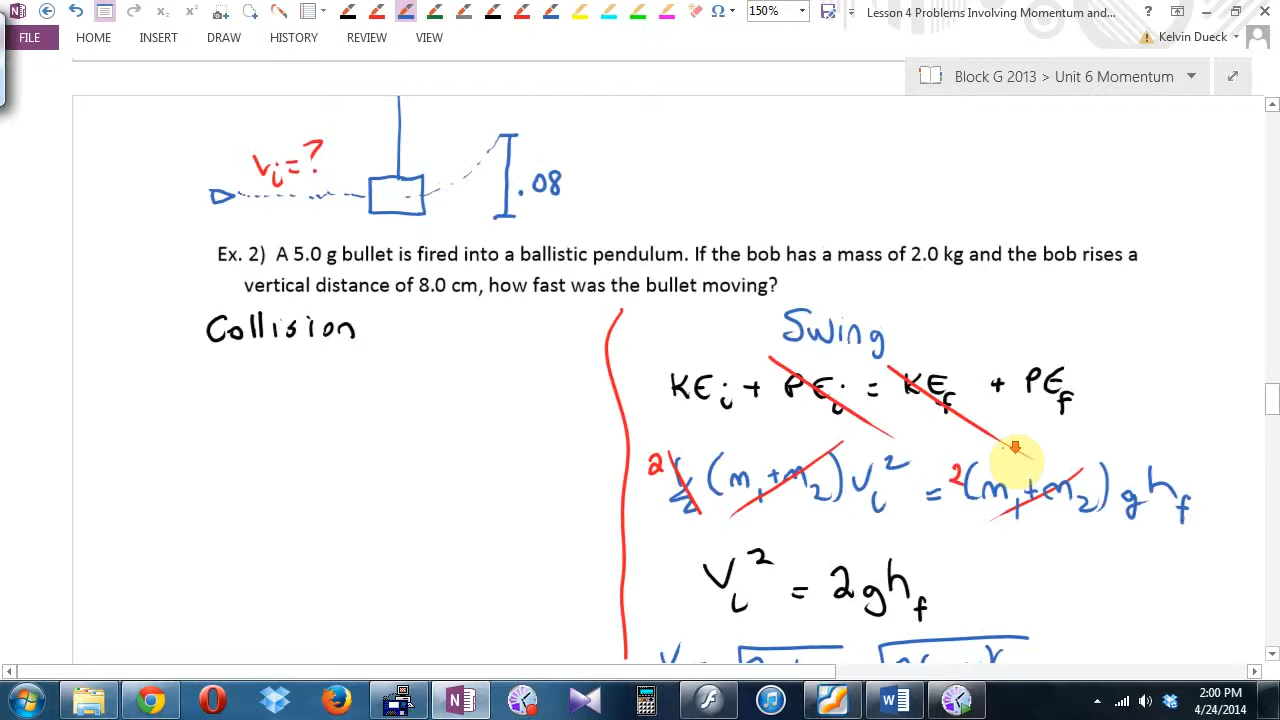 150%
Lesson 4 Problems Involving Momentum and...
FILE HOME INSERT DRAW HISTORY REVIEW VIEW
Kelvin Dueck
Block G 2013 > Unit 6 Momentum
vi = ?
.08
Ex. 2) A 5.0 g bullet is fired into a ballistic pendulum. If the bob has a mass of 2.0 kg and the bob rises a
vertical distance of 8.0 cm, how fast was the bullet moving?
Collision
Swing
KEi + PEi = KEf + PEf
2 ½ (m1+m2) Vi² = 2(m1+m2) ghf
Vi² = 2ghf
2:00 PM
4/24/2014